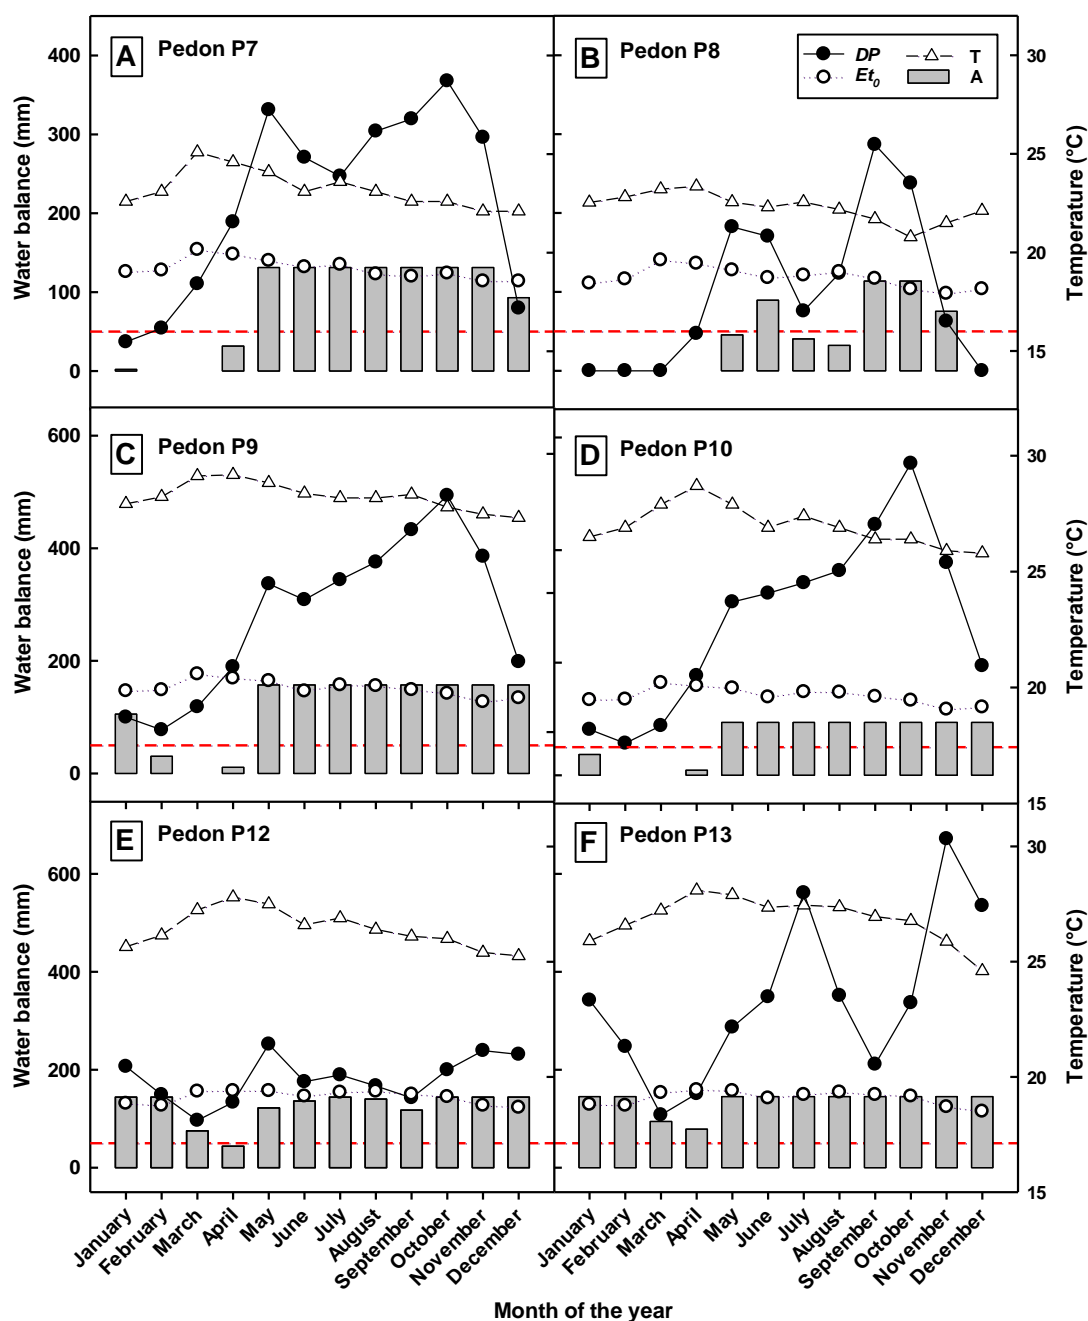 A Pedon P7
B Pedon P8
DP T
Et0 A
400
300
200
100
0
30
25
20
15
Water balance (mm)
Temperature (°C)
C Pedon P9
D Pedon P10
600
400
200
0
30
25
20
15
Water balance (mm)
Temperature (°C)
E Pedon P12
F Pedon P13
600
400
200
0
30
25
20
15
Water balance (mm)
Temperature (°C)
January
February
March
April
May
June
July
August
September
October
November
December
January
February
March
April
May
June
July
August
September
October
November
December
Month of the year